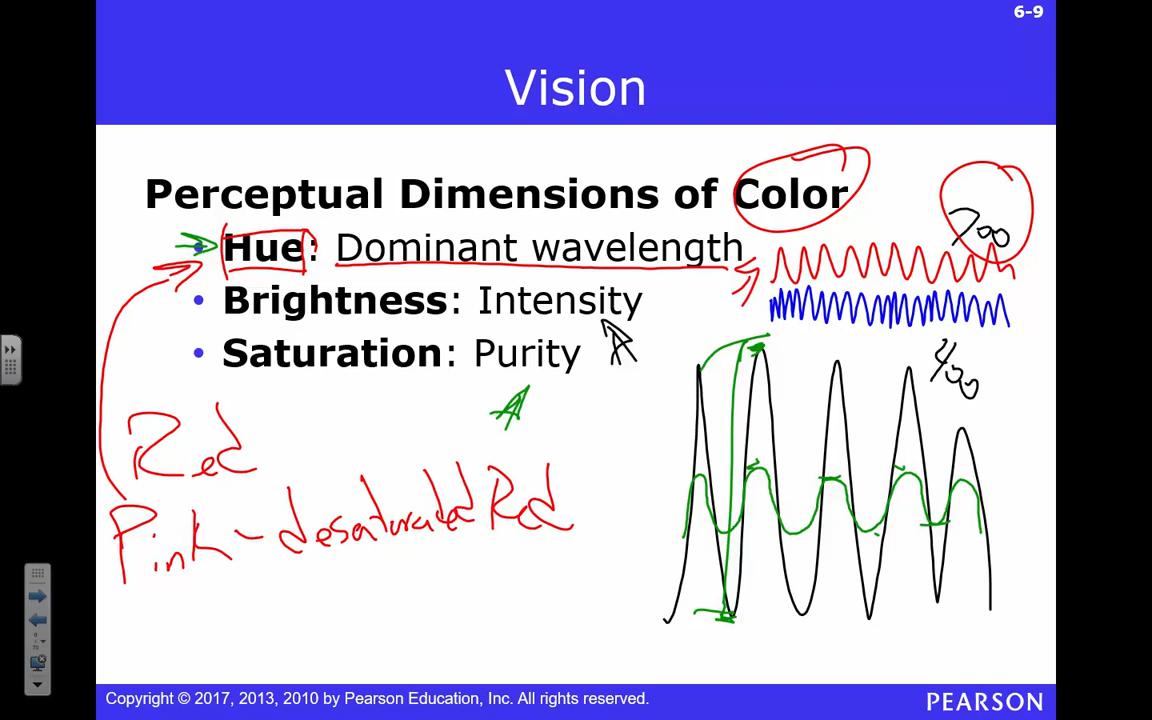 6-9
Vision
Perceptual Dimensions of Color
700
• Hue: Dominant wavelength
• Brightness: Intensity
• Saturation: Purity
400
Red
Pink - desaturated Red
Copyright © 2017, 2013, 2010 by Pearson Education, Inc. All rights reserved.
PEARSON